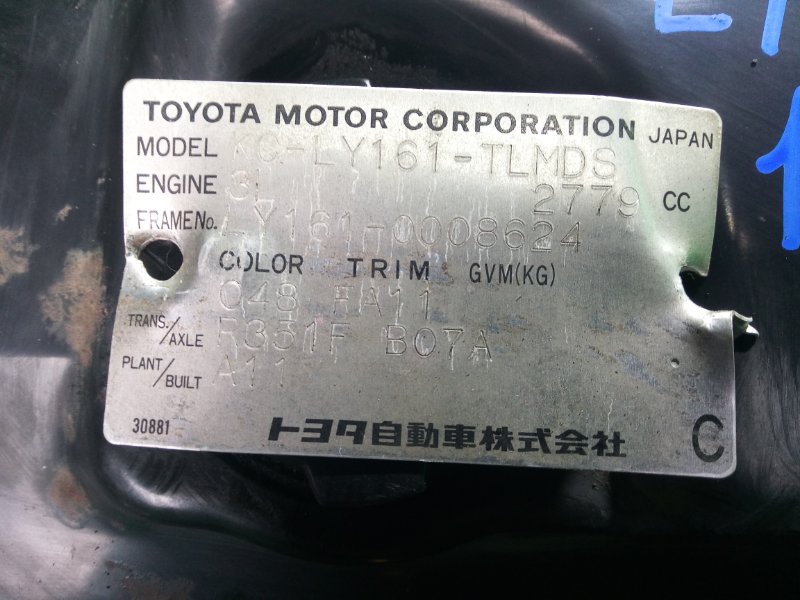 TOYOTA MOTOR CORPORATION JAPAN
MODEL KC-LY161-TLMDS
ENGINE 3L 2779 CC
FRAME No. LY161-0008624
COLOR TRIM GVM(KG)
048 FA11
TRANS./AXLE R351F B07A
PLANT/BUILT A11
30881 トヨタ自動車株式会社 C